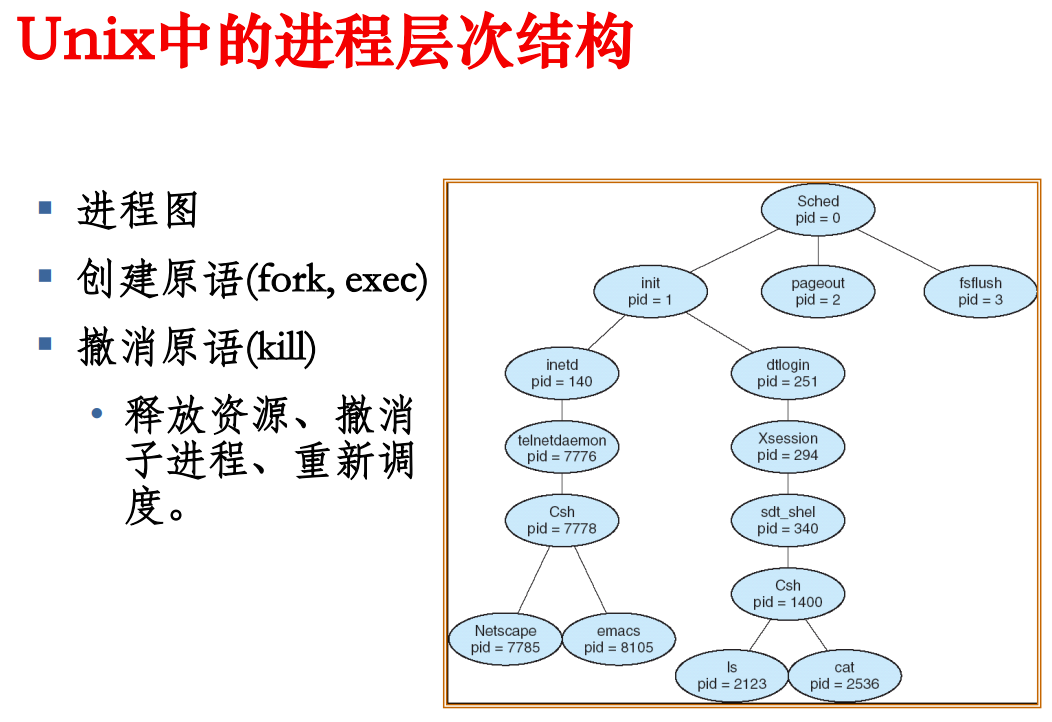 Unix中的进程层次结构
进程图
创建原语(fork, exec)
撤消原语(kill)
释放资源、撤消
子进程、重新调
度。
Sched
pid = 0
init
pid = 1
pageout
pid = 2
fsflush
pid = 3
inetd
pid = 140
dtlogin
pid = 251
telnetdaemon
pid = 7776
Xsession
pid = 294
Csh
pid = 7778
sdt_shel
pid = 340
Csh
pid = 1400
Netscape
pid = 7785
emacs
pid = 8105
ls
pid = 2123
cat
pid = 2536